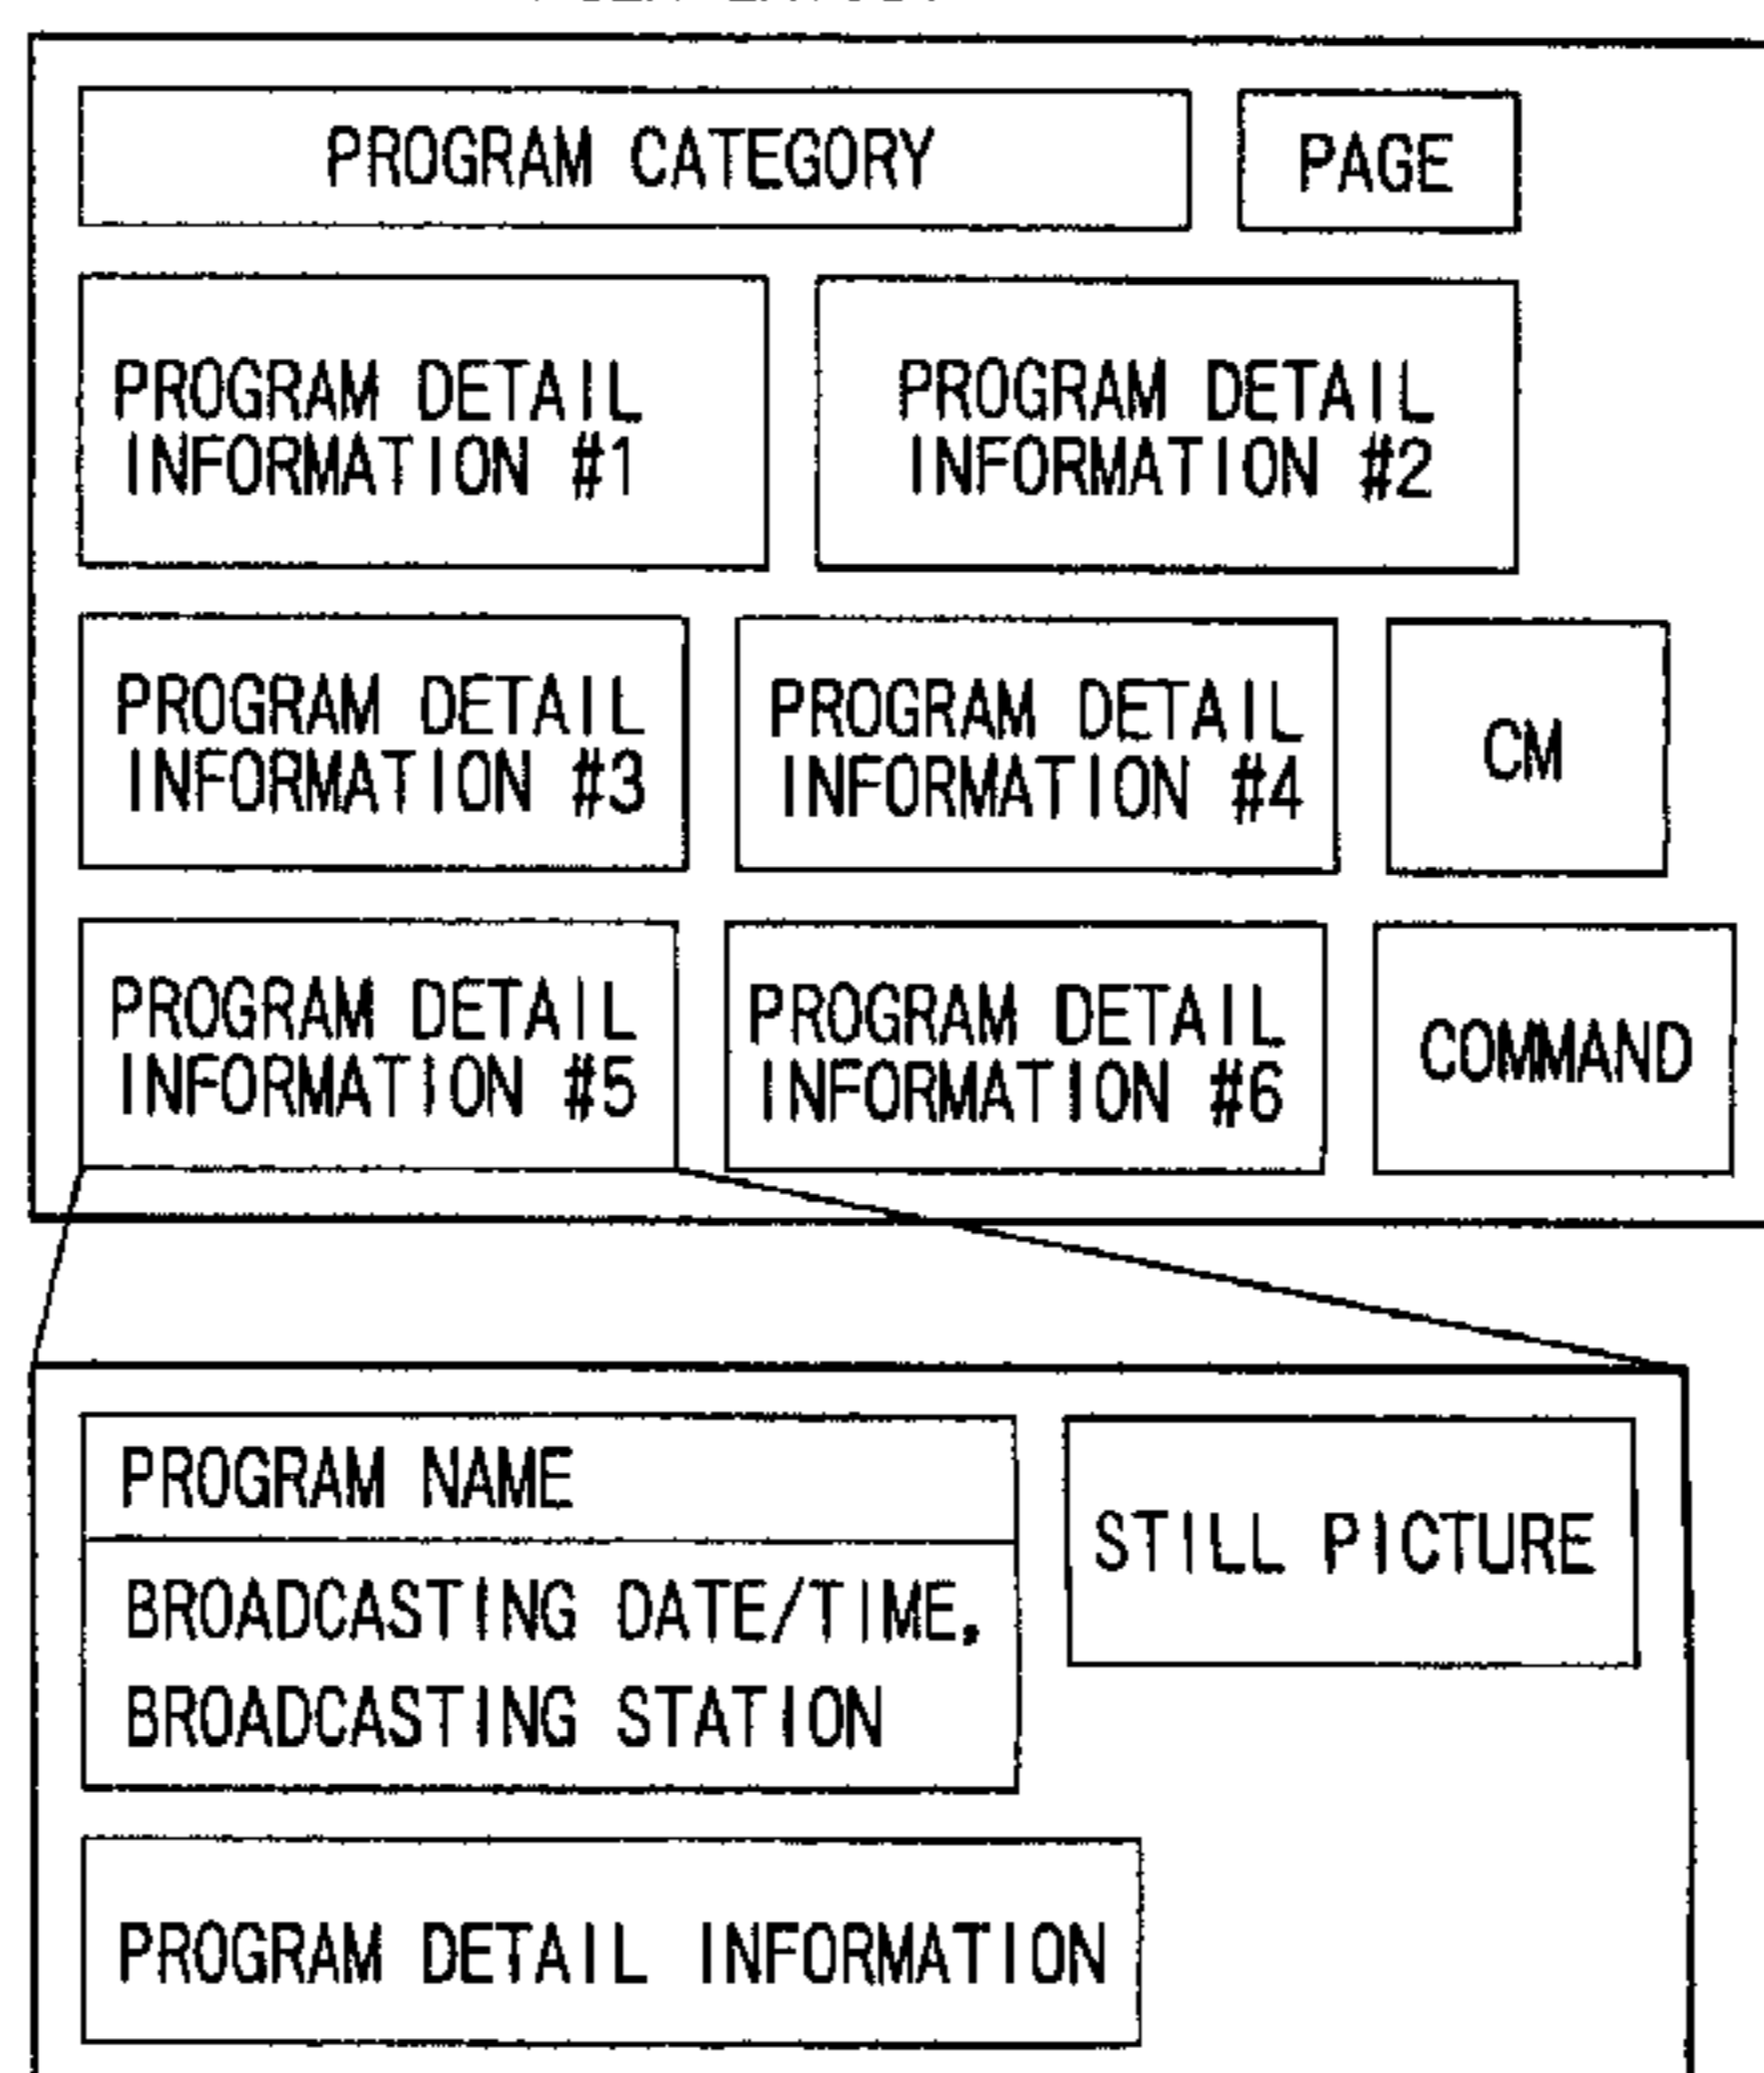 PROGRAM CATEGORY
PAGE
PROGRAM DETAIL
INFORMATION #1
PROGRAM DETAIL
INFORMATION #2
PROGRAM DETAIL
INFORMATION #3
PROGRAM DETAIL
INFORMATION #4
CM
PROGRAM DETAIL
INFORMATION #5
PROGRAM DETAIL
INFORMATION #6
COMMAND
PROGRAM NAME
BROADCASTING DATE/TIME,
BROADCASTING STATION
STILL PICTURE
PROGRAM DETAIL INFORMATION